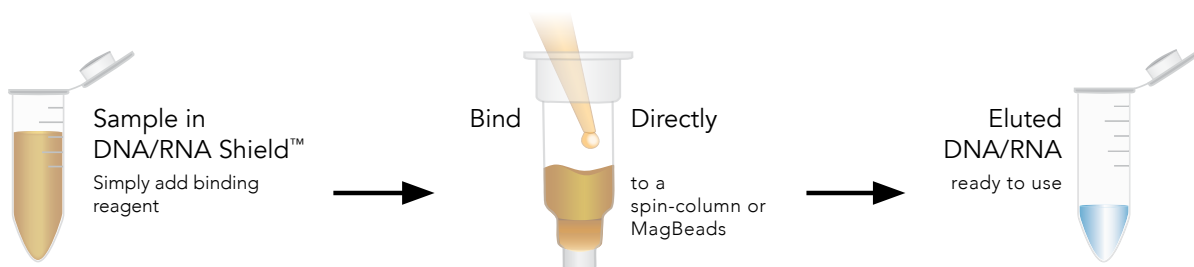 Sample in
DNA/RNA Shield™
Simply add binding
reagent
Bind Directly
to a
spin-column or
MagBeads
Eluted
DNA/RNA
ready to use